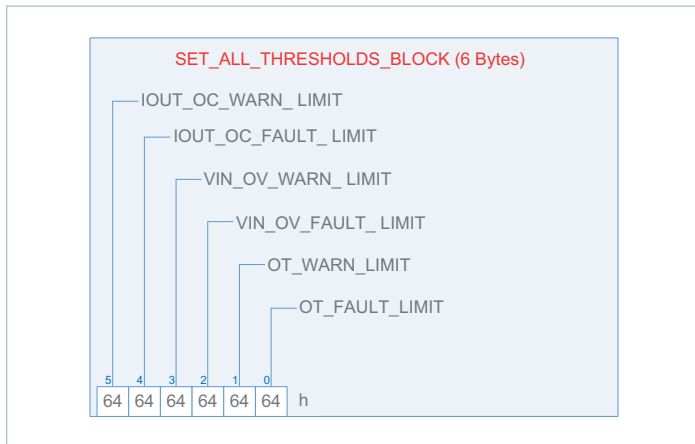 SET_ALL_THRESHOLDS_BLOCK (6 Bytes)
IOUT_OC_WARN_ LIMIT
IOUT_OC_FAULT_ LIMIT
VIN_OV_WARN_ LIMIT
VIN_OV_FAULT_ LIMIT
OT_WARN_LIMIT
OT_FAULT_LIMIT
5 4 3 2 1 0
64 64 64 64 64 64 h